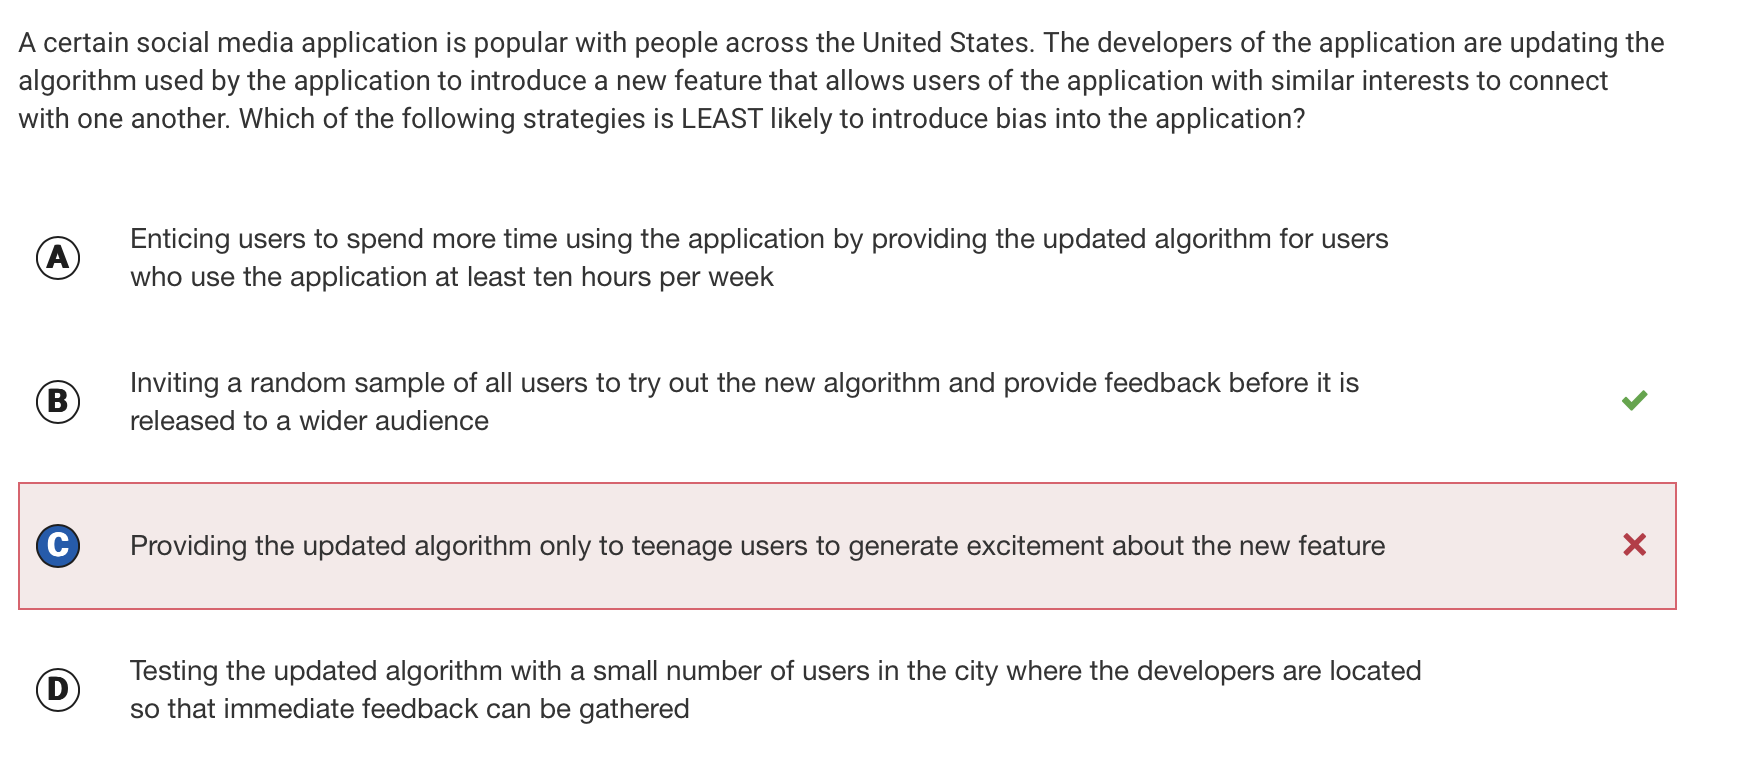 A certain social media application is popular with people across the United States. The developers of the application are updating the
algorithm used by the application to introduce a new feature that allows users of the application with similar interests to connect
with one another. Which of the following strategies is LEAST likely to introduce bias into the application?
A
Enticing users to spend more time using the application by providing the updated algorithm for users
who use the application at least ten hours per week
B
Inviting a random sample of all users to try out the new algorithm and provide feedback before it is
released to a wider audience
C
Providing the updated algorithm only to teenage users to generate excitement about the new feature
D
Testing the updated algorithm with a small number of users in the city where the developers are located
so that immediate feedback can be gathered